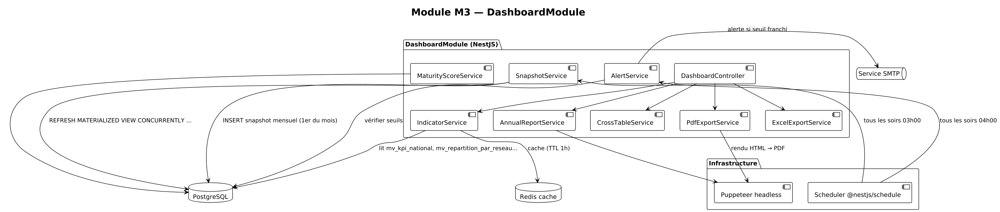 Module M3 — DashboardModule
alerte si seuil franchi
DashboardModule (NestJS)
MaturityScoreService
SnapshotService
AlertService
DashboardController
Service SMTP
IndicatorService
AnnualReportService
CrossTableService
PdfExportService
ExcelExportService
REFRESH MATERIALIZED VIEW CONCURRENTLY ...
INSERT snapshot mensuel (1er du mois)
vérifier seuils
tous les soirs 03h00
tous les soirs 04h00
lit mv_kpi_national, mv_repartition_par_reseau...
cache (TTL 1h)
rendu HTML → PDF
Infrastructure
PostgreSQL
Redis cache
Puppeteer headless
Scheduler @nestjs/schedule